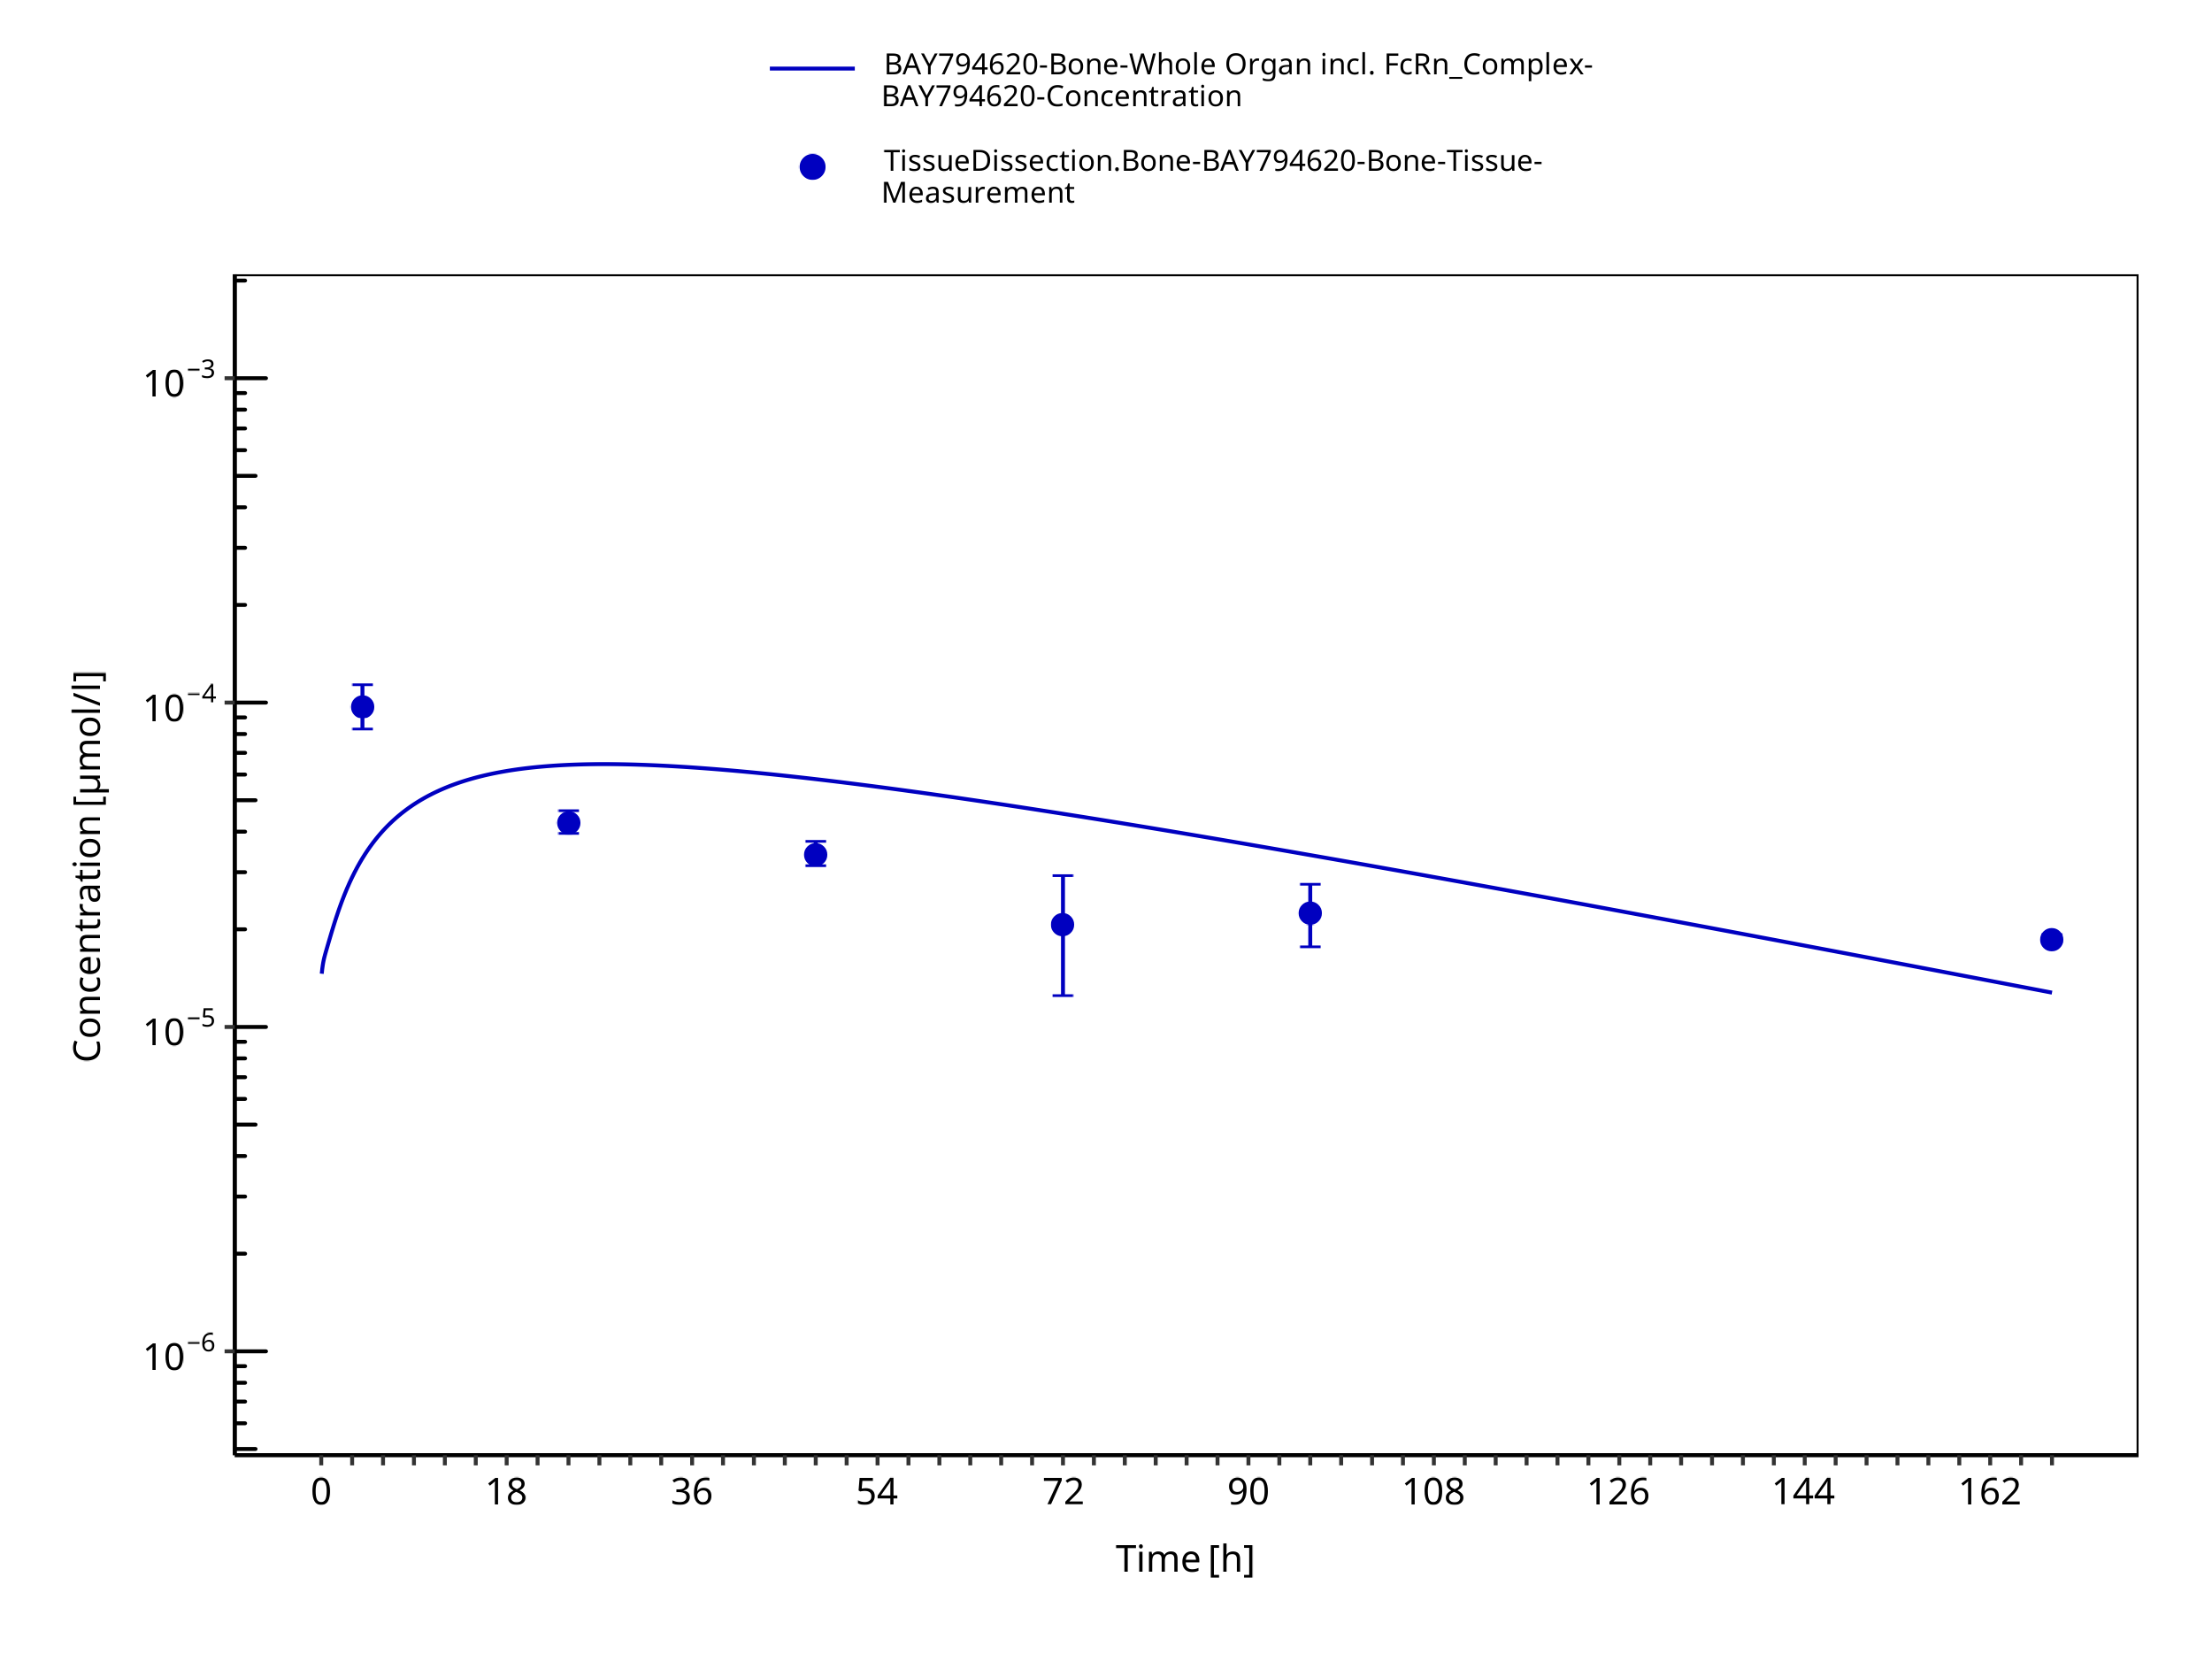 BAY794620-Bone-Whole Organ incl. FcRn_Complex-
BAY794620-Concentration
TissueDissection.Bone-BAY794620-Bone-Tissue-
Measurement
10⁻³
10⁻⁴
10⁻⁵
10⁻⁶
Concentration [µmol/l]
0 18 36 54 72 90 108 126 144 162
Time [h]